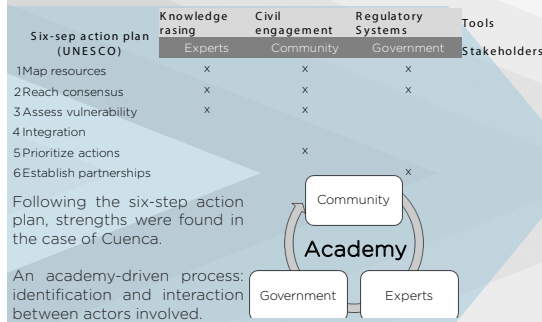 Knowledge Civil Regulatory
rasing engagement Systems Tools
Six-sep action plan
(UNESCO) Experts Community Government Stakeholders
1 Map resources x x x
2 Reach consensus x x x
3 Assess vulnerability x x
4 Integration
5 Prioritize actions x
6 Establish partnerships x
Following the six-step action
plan, strengths were found in
the case of Cuenca.
An academy-driven process:
identification and interaction
between actors involved.
Community
Academy
Government Experts